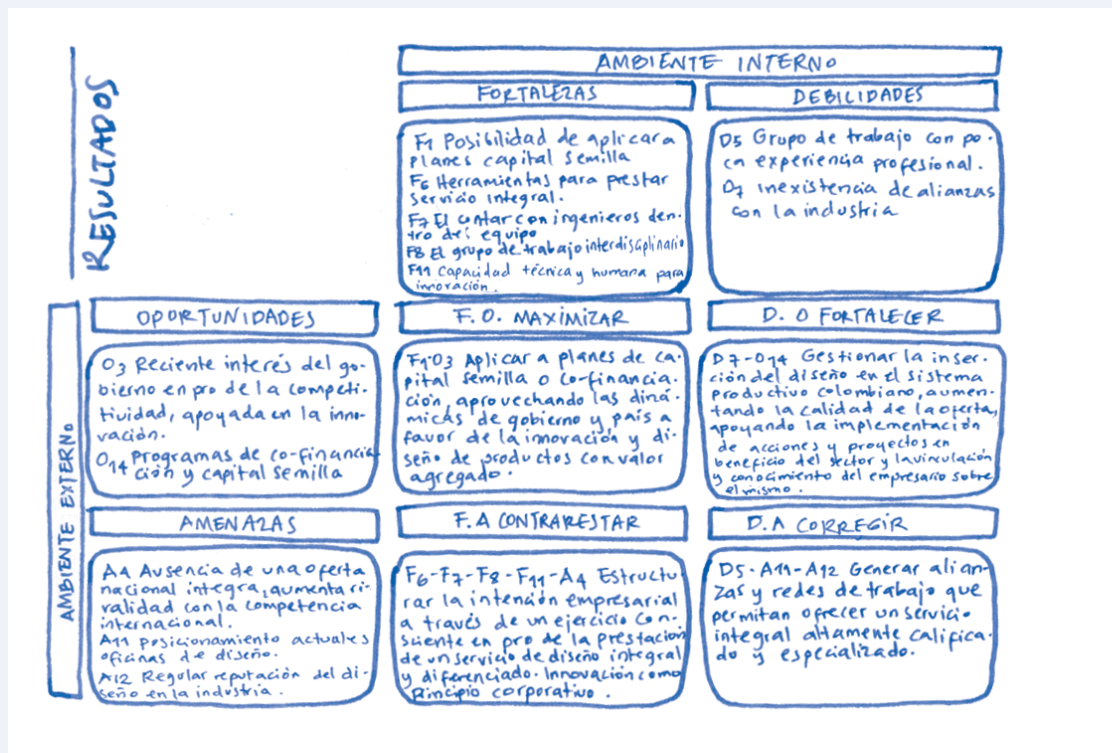 RESULTADOS
AMBIENTE INTERNO
FORTALEZAS
F1 Posibilidad de aplicar a
planes capital semilla
F6 Herramientas para prestar
servicio integral.
F7 El contar con ingenieros den-
tro del equipo
F8 El grupo de trabajo interdisciplinario
F11 Capacidad técnica y humana para
innovación.
DEBILIDADES
D5 Grupo de trabajo con po-
ca experiencia profesional.
D7 Inexistencia de alianzas
con la industria
AMBIENTE EXTERNO
OPORTUNIDADES
O3 Reciente interés del go-
bierno en pro de la competi-
tividad, apoyada en la inno-
vación.
O14 Programas de co-financia
ción y capital semilla
F. O. MAXIMIZAR
F1-O3 Aplicar a planes de ca-
pital semilla o co-financia-
ción, aprovechando las diná-
micas de gobierno y país a
favor de la innovación y di-
seño de productos con valor
agregado.
D. O FORTALECER
D7-O14 Gestionar la inser-
ción del diseño en el sistema
productivo colombiano, aumen-
tando la calidad de la oferta,
apoyando la implementación
de acciones y proyectos en
beneficio del sector y la vinculación
y conocimiento del empresario sobre
el mismo.
AMENAZAS
A4 Ausencia de una oferta
nacional integra, aumenta ri-
validad con la competencia
internacional.
A11 posicionamiento actuales
oficinas de diseño.
A12 Regular reputación del di-
seño en la industria.
F. A CONTRARESTAR
F6-F7-F8-F11-A4 Estructu-
rar la intención empresarial
a través de un ejercicio con-
sciente en pro de la prestación
de un servicio de diseño integral
y diferenciado. Innovación como
Principio corporativo.
D. A CORREGIR
D5-A11-A12 Generar alian-
zas y redes de trabajo que
permitan ofrecer un servicio
integral altamente califica-
do y especializado.